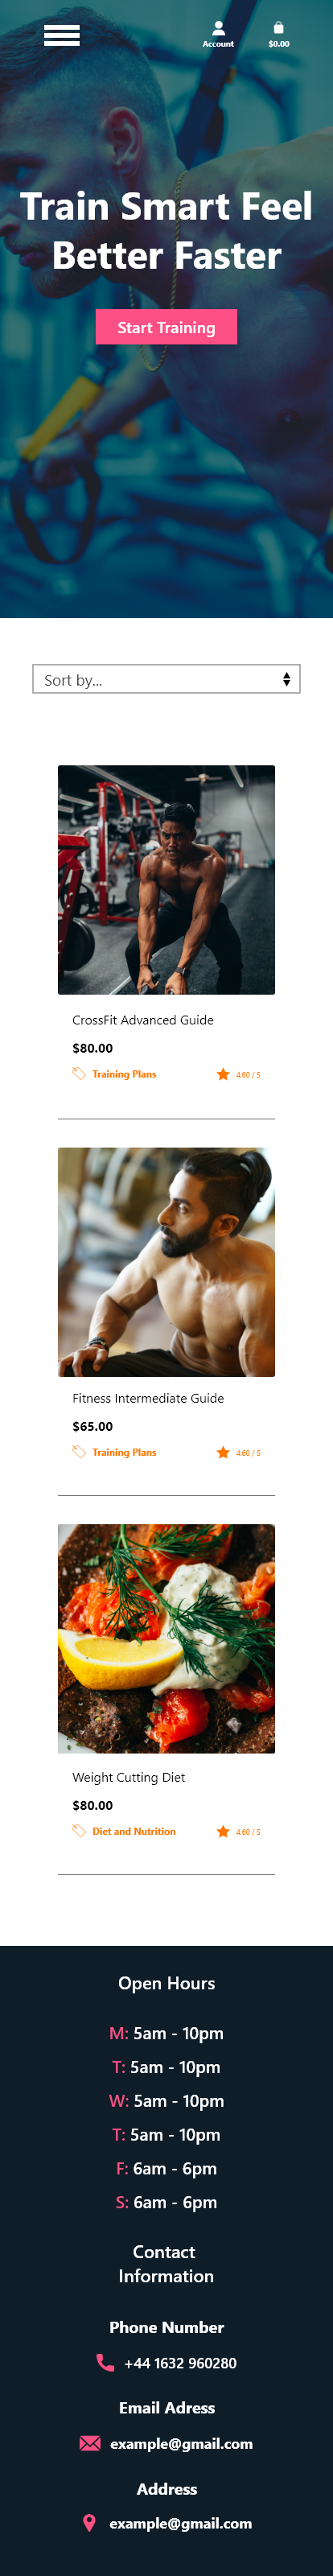 Account
$0.00
Train Smart Feel
Better Faster
Start Training
Sort by...
CrossFit Advanced Guide
$80.00
Training Plans
4.60 / 5
Fitness Intermediate Guide
$65.00
Training Plans
4.60 / 5
Weight Cutting Diet
$80.00
Diet and Nutrition
4.60 / 5
Open Hours
M: 5am - 10pm
T: 5am - 10pm
W: 5am - 10pm
T: 5am - 10pm
F: 6am - 6pm
S: 6am - 6pm
Contact
Information
Phone Number
+44 1632 960280
Email Adress
example@gmail.com
Address
example@gmail.com